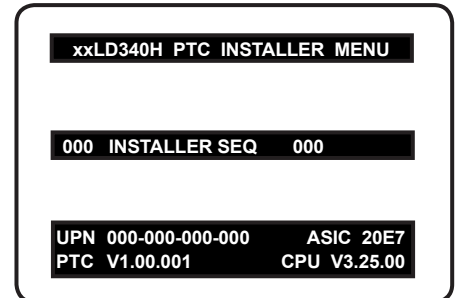 xxLD340H PTC INSTALLER MENU
000 INSTALLER SEQ 000
UPN 000-000-000-000 ASIC 20E7
PTC V1.00.001 CPU V3.25.00